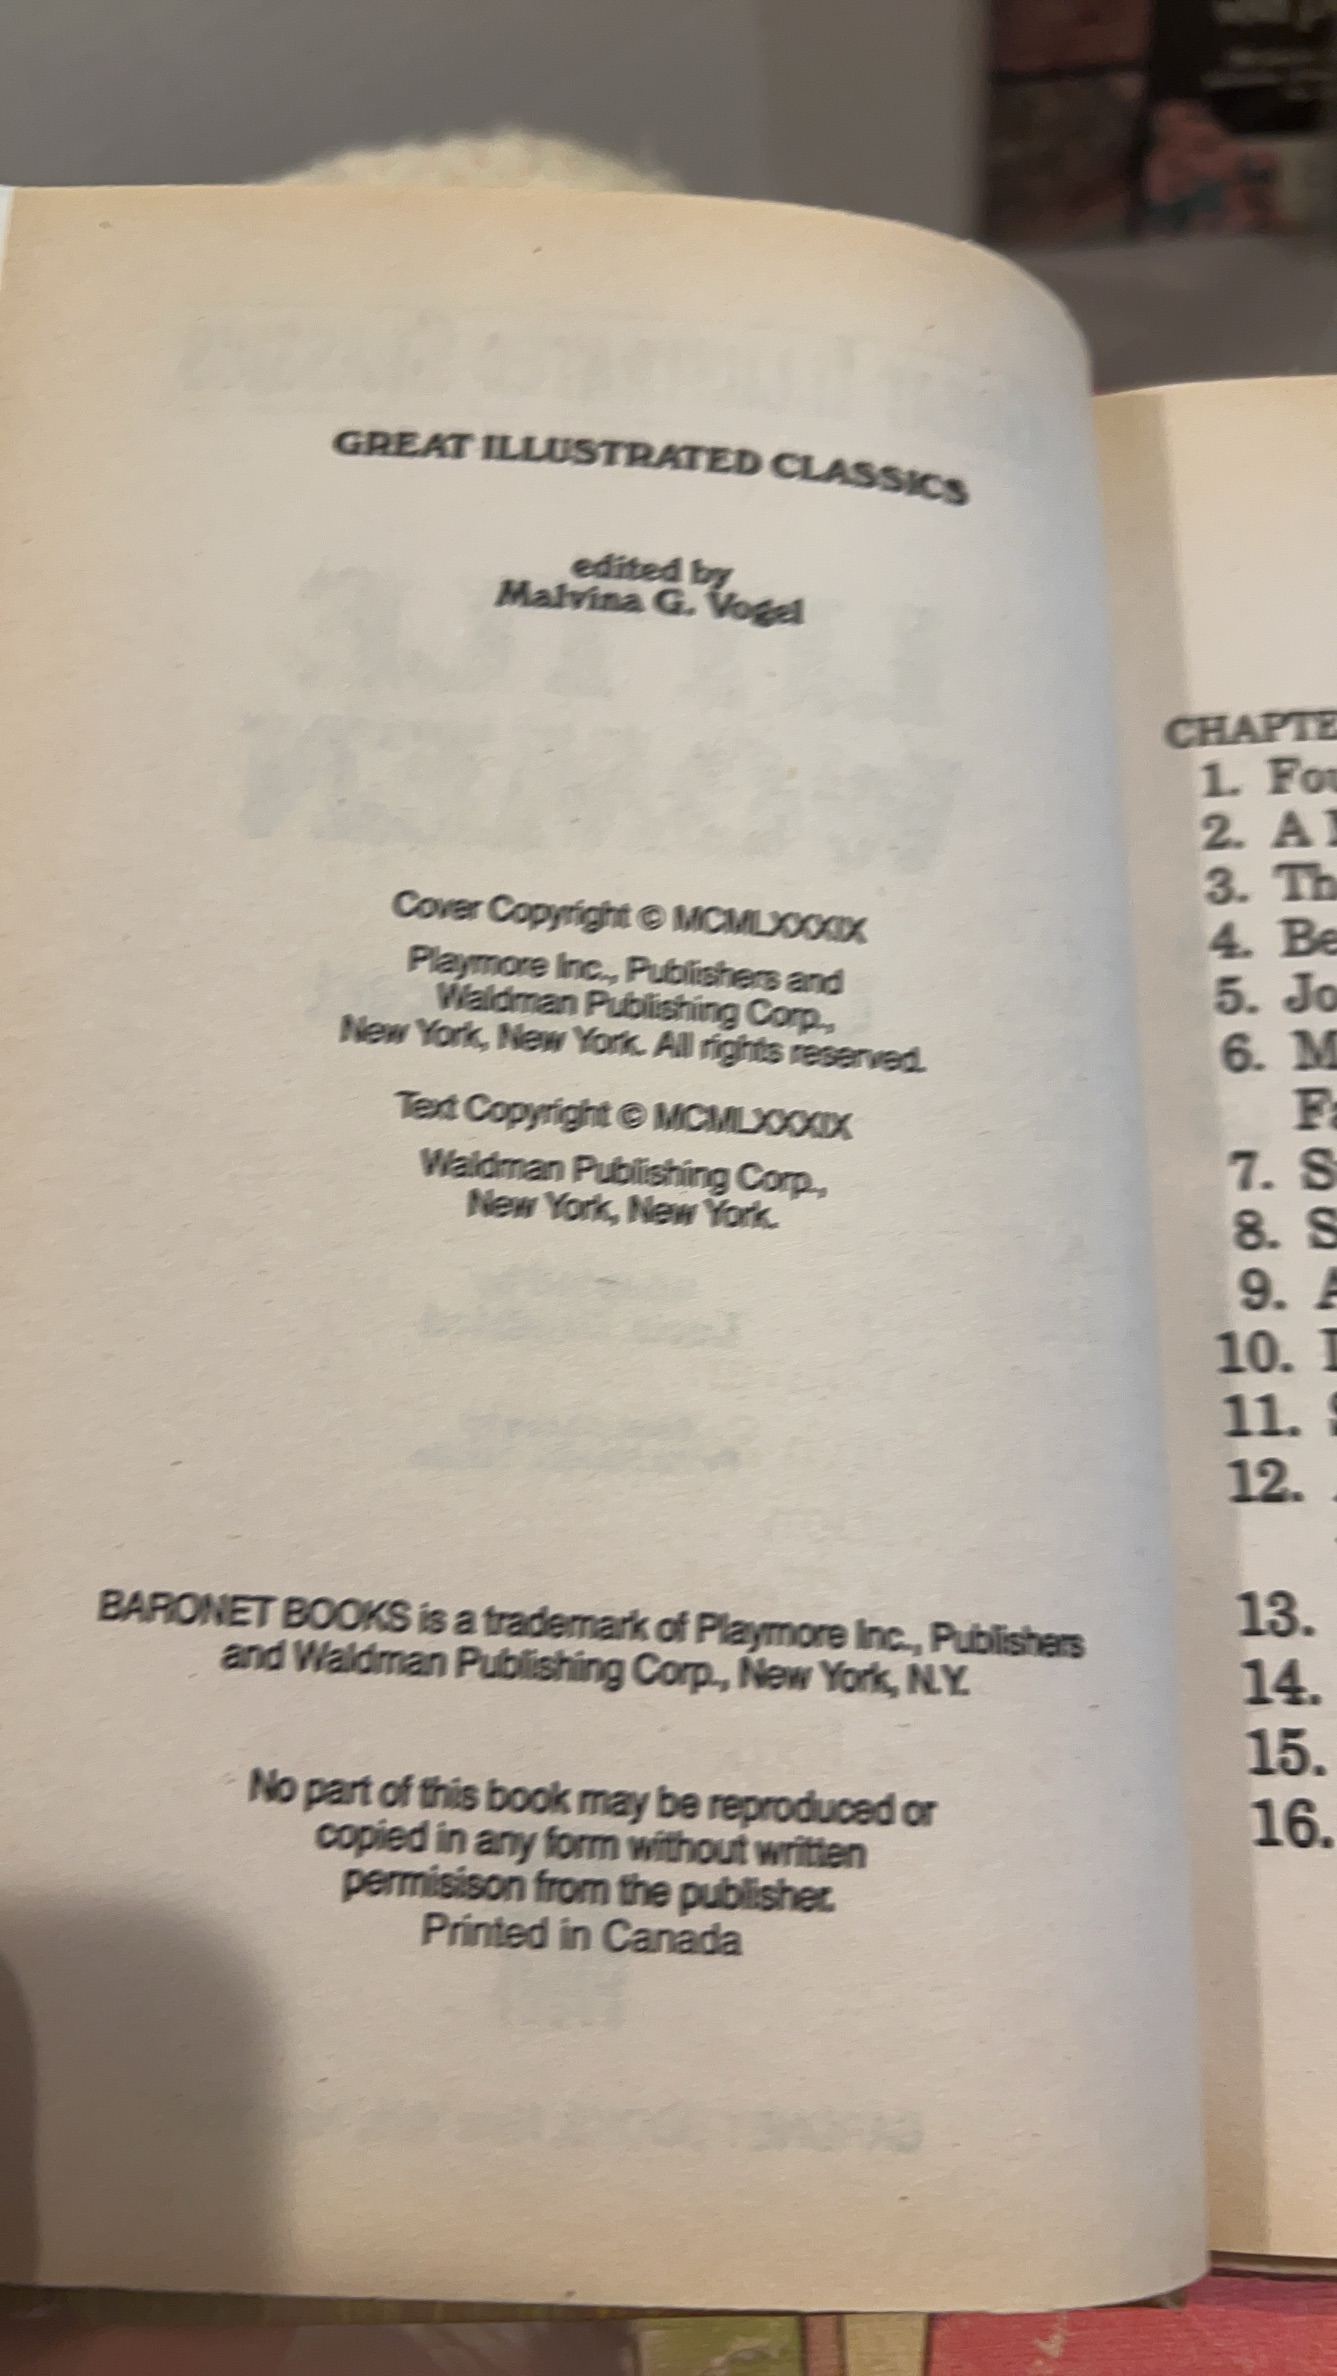 GREAT ILLUSTRATED CLASSICS
edited by
Malvina G. Vogel
Cover Copyright © MCMLXXXIX
Playmore Inc., Publishers and
Waldman Publishing Corp.,
New York, New York. All rights reserved.
Text Copyright © MCMLXXXIX
Waldman Publishing Corp.,
New York, New York.
BARONET BOOKS is a trademark of Playmore Inc., Publishers
and Waldman Publishing Corp., New York, N.Y.
No part of this book may be reproduced or
copied in any form without written
permisison from the publisher.
Printed in Canada
CHAPTE
1. Fou
2. A
3. Th
4. Be
5. Jo
6. M
Fa
7. S
8. S
9. A
10.
11. S
12.
13.
14.
15.
16.